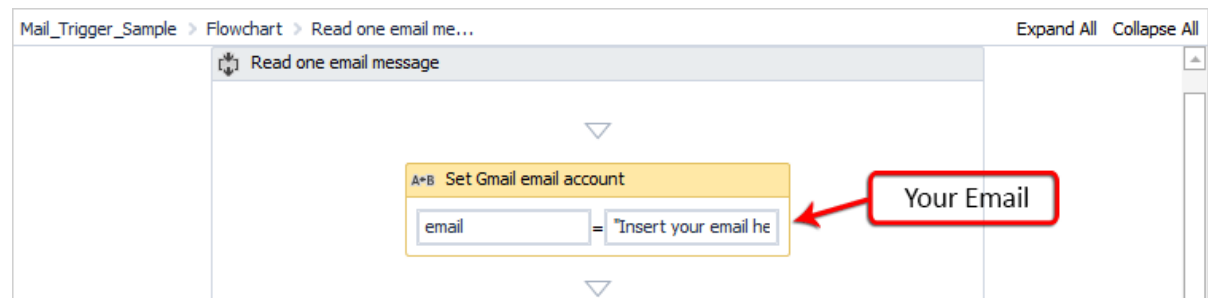 Mail_Trigger_Sample > Flowchart > Read one email me... Expand All Collapse All
Read one email message
A+B Set Gmail email account
email = "Insert your email he
Your Email